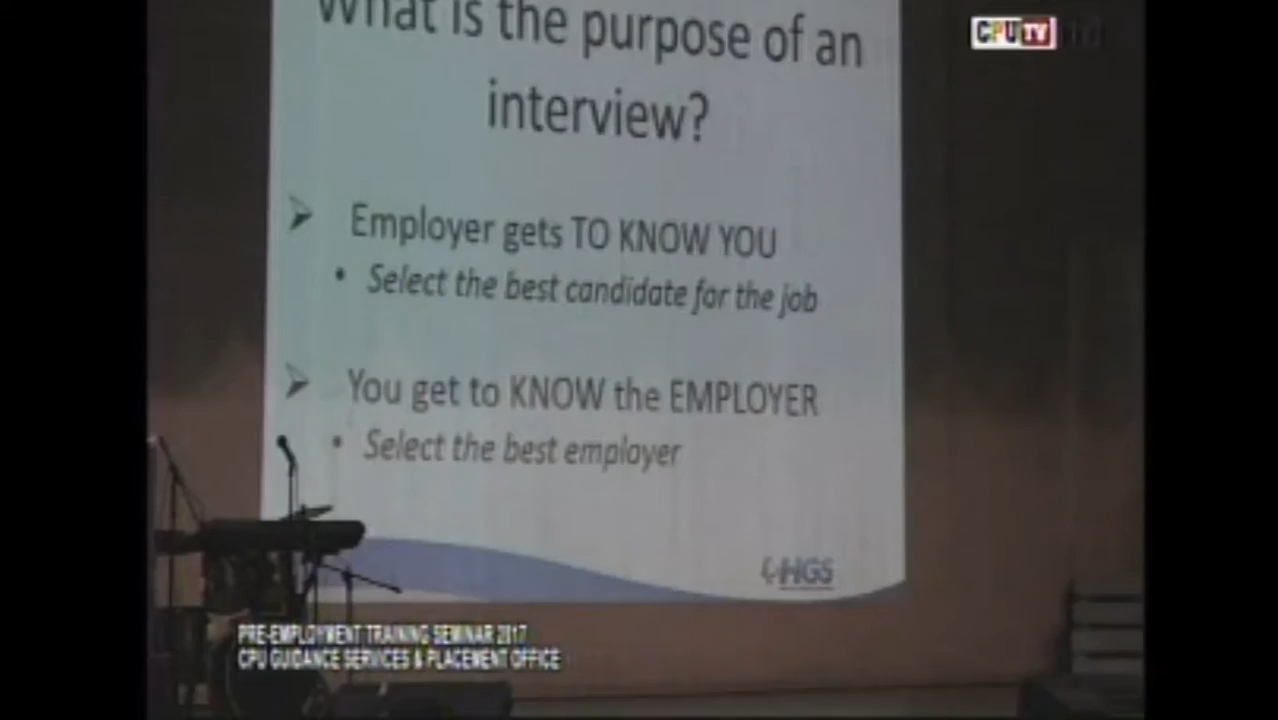 What is the purpose of an
interview?
CPUTV
Employer gets TO KNOW YOU
Select the best candidate for the job
You get to KNOW the EMPLOYER
Select the best employer
HGS
PRE-EMPLOYMENT TRAINING SEMINAR 2017
CPU GUIDANCE SERVICES & PLACEMENT OFFICE